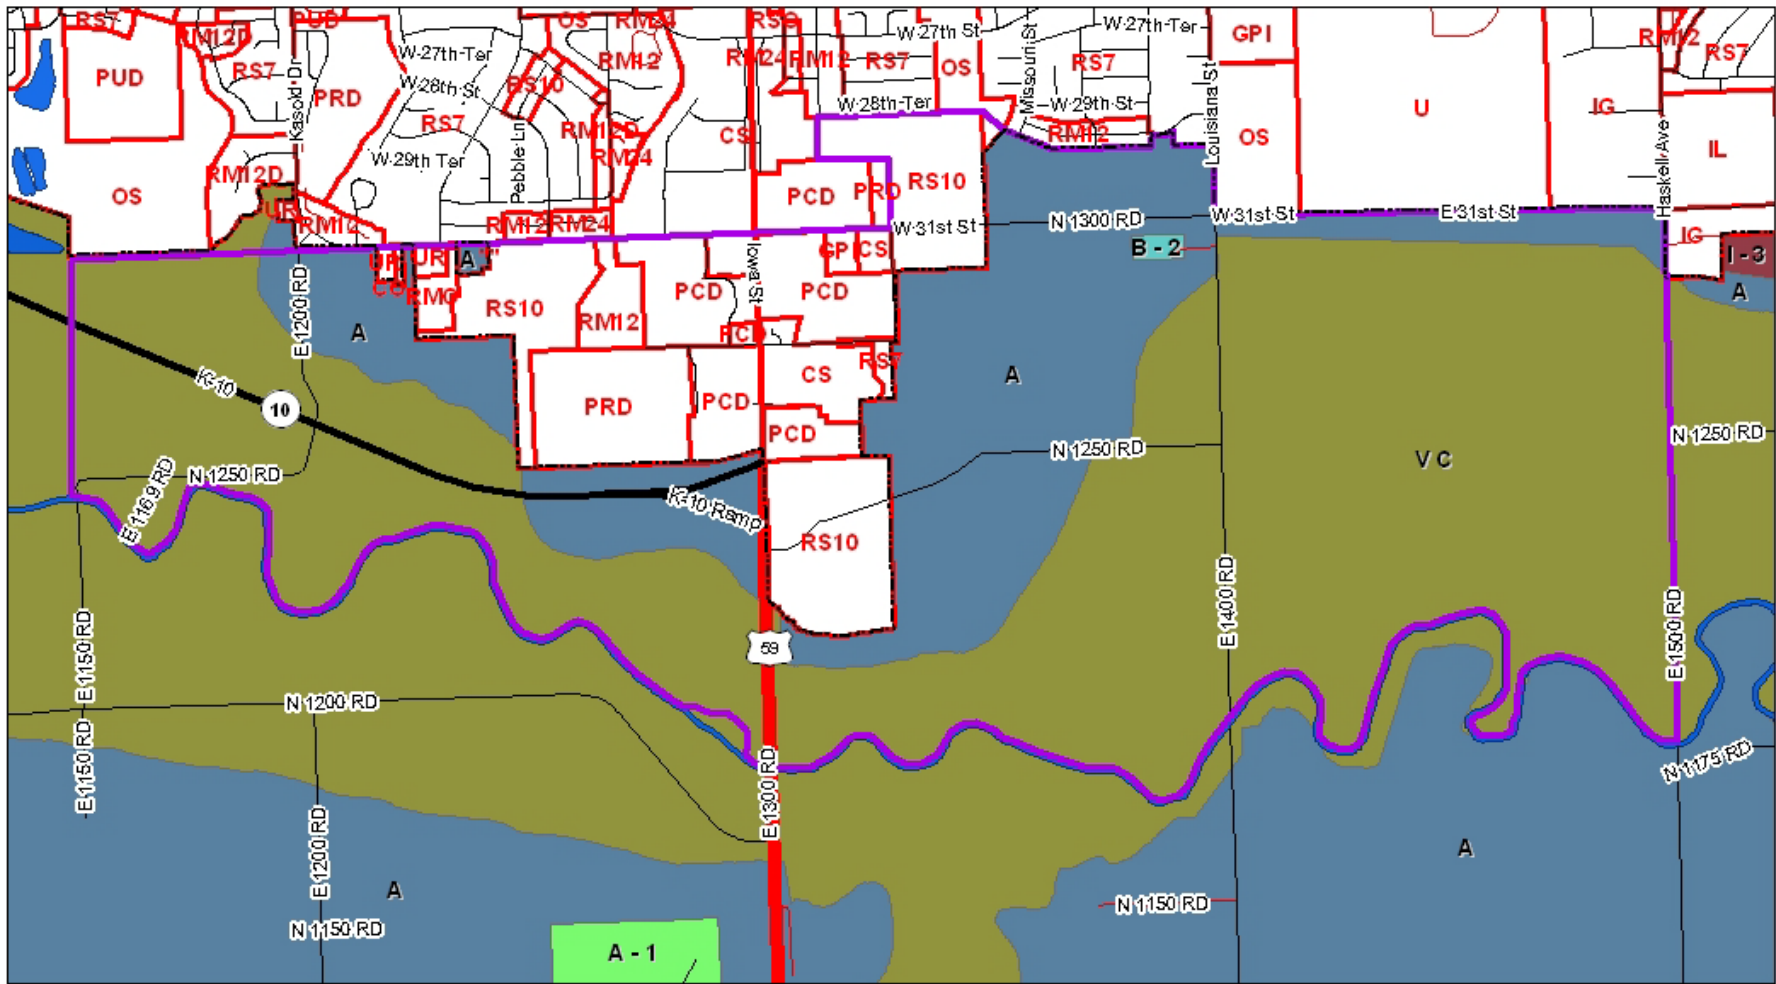 RS7
PUD
OS
RM24
RSO
W 27th St
W 27th Ter
GPI
RM12D
W 27th Ter
RM12
RM24
RM12
RS7
OS
RS7
RM12
RS7
PUD
RS7
Kasold Dr
PRD
W 28th St
RS10
W 28th Ter
Missouri St
W 29th St
Louisiana St
U
IG
RS7
RM12D
CS
RM12
OS
Haskell Ave
IL
W 29th Ter
Pebble Ln
RM24
OS
RM12D
PCD
PRD
RS10
UR
RM12
RM12
RM24
W 31st St
N 1300 RD
W 31st St
E 31st St
UR
UR
A
GPI
CS
B - 2
IG
I - 3
CO
RMO
RS10
PCD
Iowa St
PCD
A
E 1200 RD
A
RM12
PCD
K-10
10
CS
RS7
A
PRD
PCD
PCD
N 1250 RD
N 1250 RD
V C
E 1169 RD
N 1250 RD
K-10 Ramp
RS10
E 1150 RD
59
E 1400 RD
E 1500 RD
N 1200 RD
E 1150 RD
E 1300 RD
N 1175 RD
E 1200 RD
A
A
N 1150 RD
N 1150 RD
A - 1